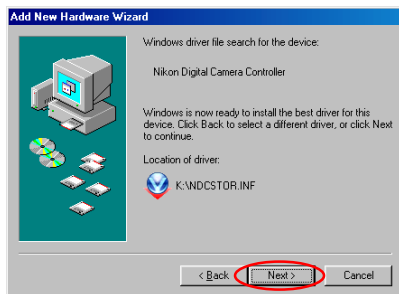 Add New Hardware Wizard
Windows driver file search for the device:
Nikon Digital Camera Controller
Windows is now ready to install the best driver for this
device. Click Back to select a different driver, or click Next
to continue.
Location of driver:
K:\NDCSTOR.INF
< Back
Next >
Cancel